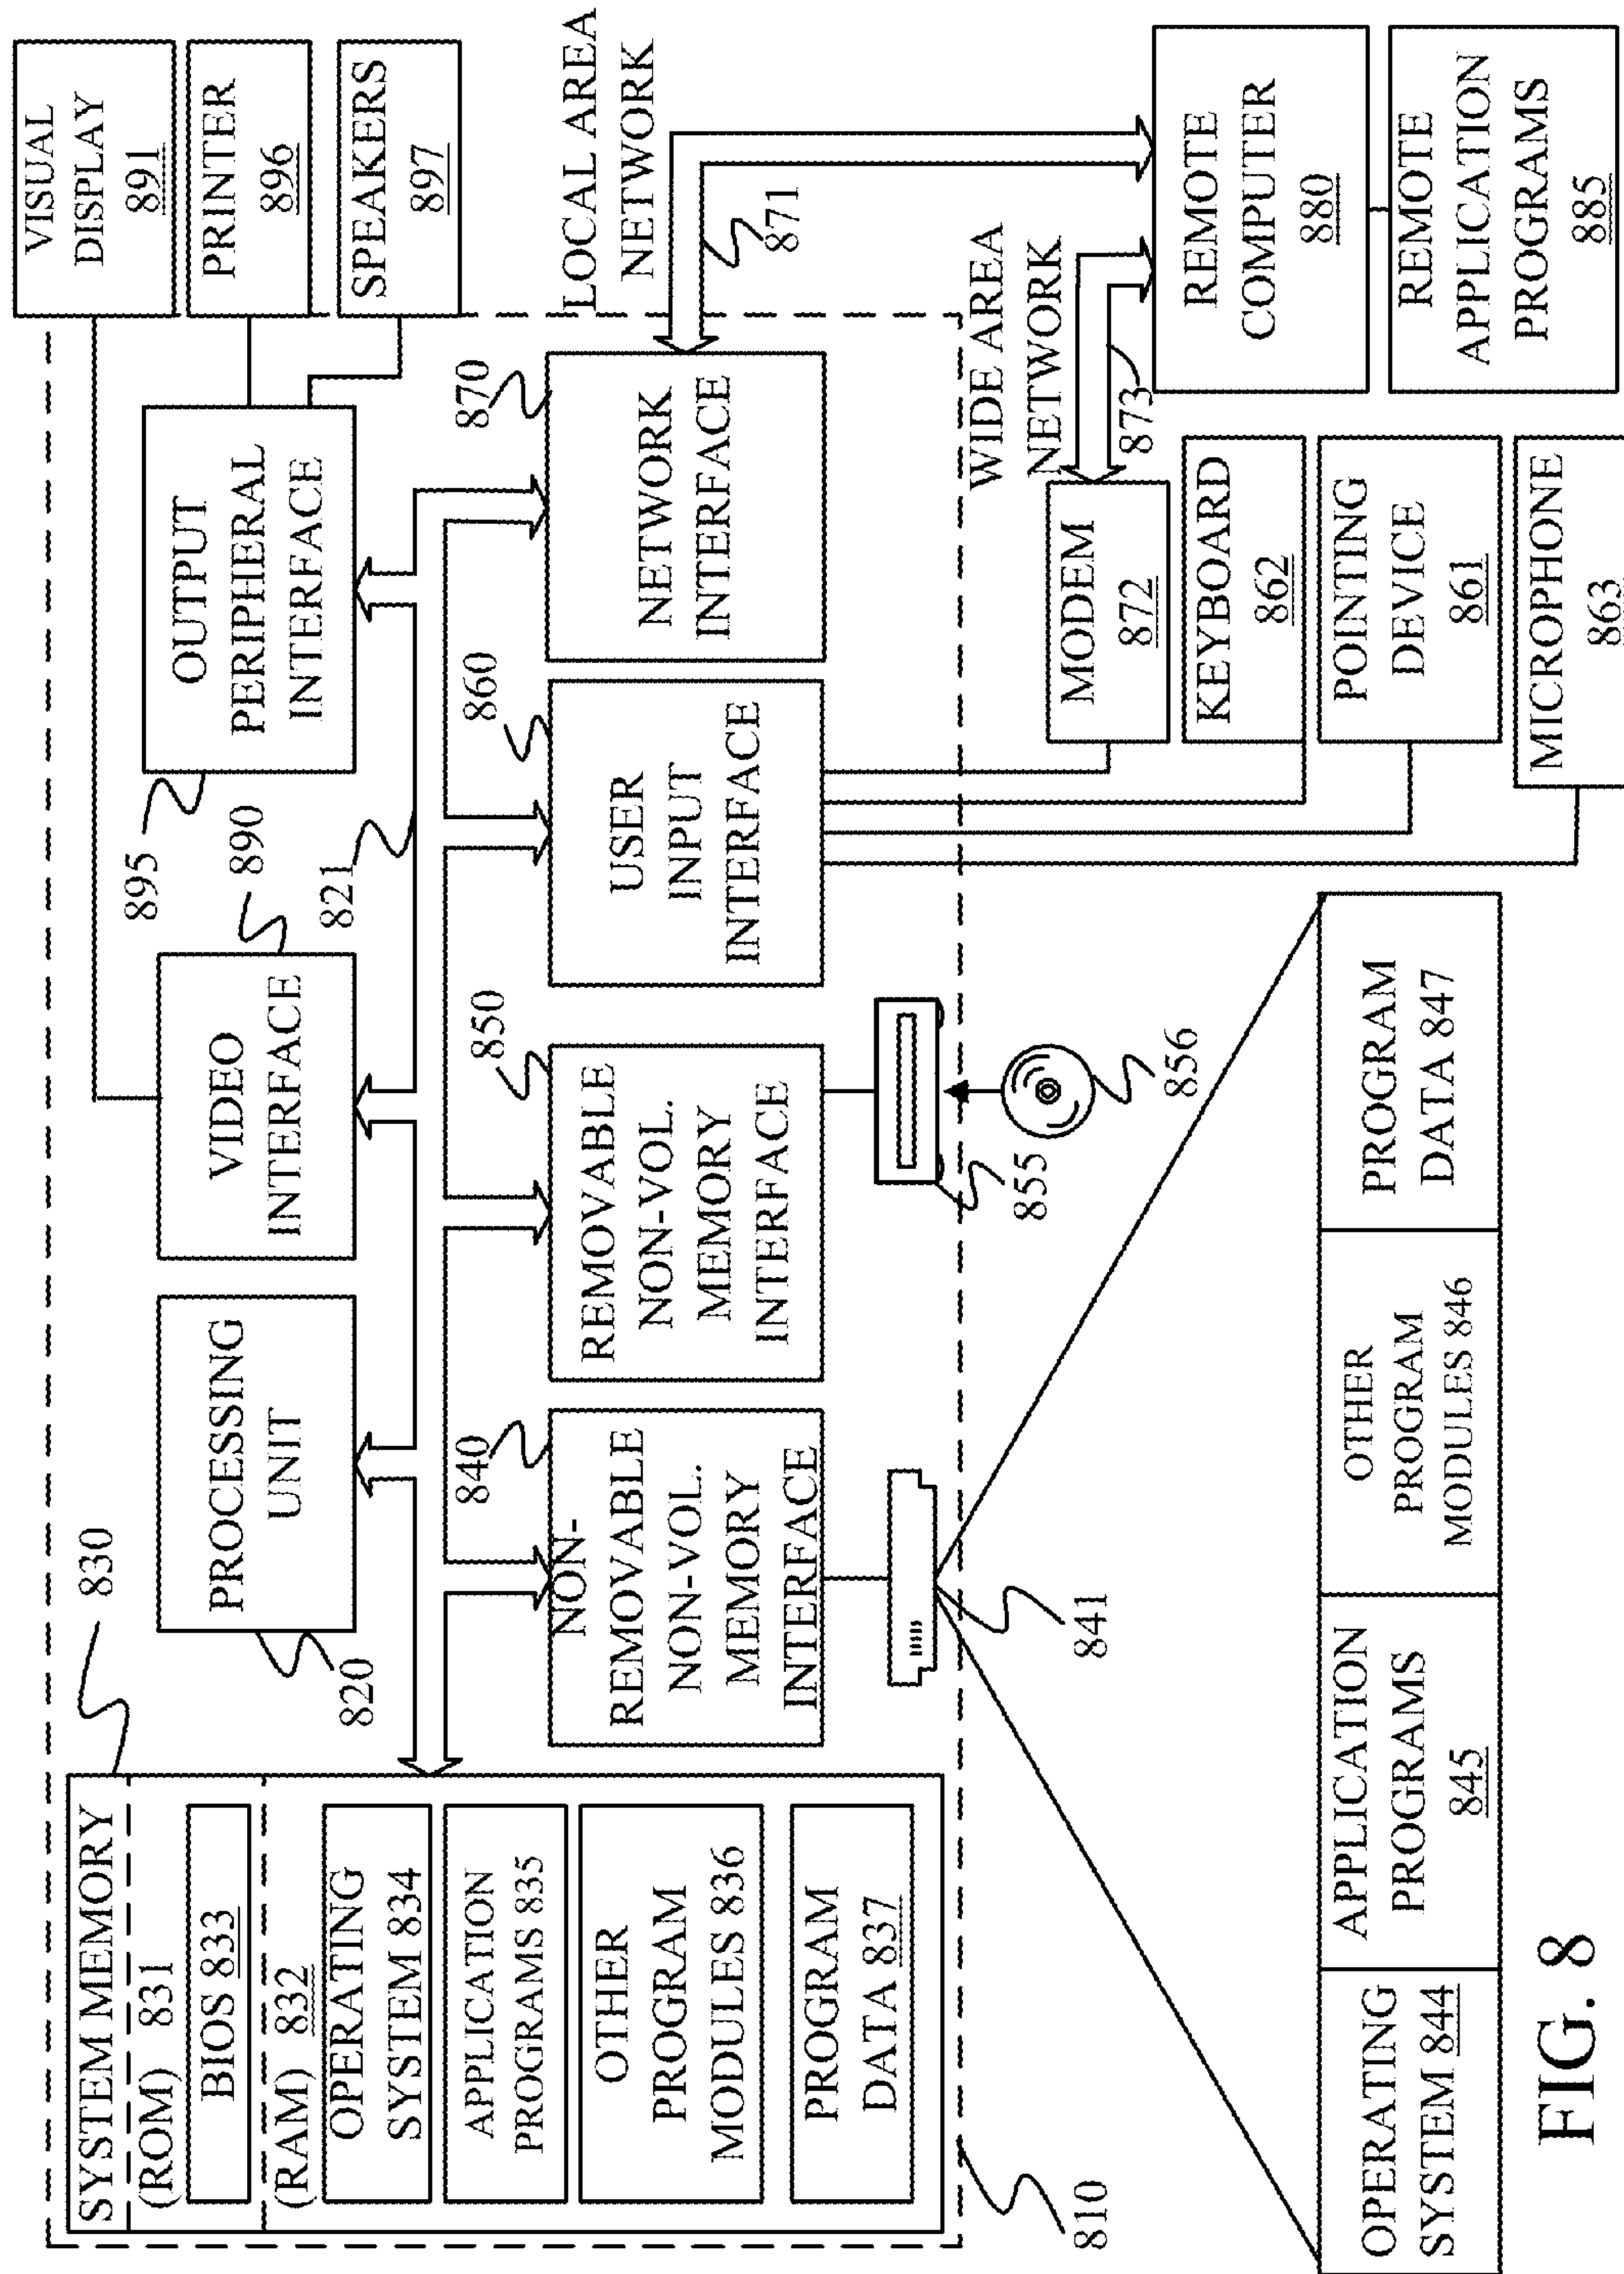 SYSTEM MEMORY
(ROM) 831
BIOS 833
(RAM) 832
OPERATING
SYSTEM 834
APPLICATION
PROGRAMS 835
OTHER
PROGRAM
MODULES 836
PROGRAM
DATA 837
830
810
PROCESSING
UNIT
820
VIDEO
INTERFACE
890
821
OUTPUT
PERIPHERAL
INTERFACE
895
VISUAL
DISPLAY
891
PRINTER
896
SPEAKERS
897
NON-
REMOVABLE
NON-VOL.
MEMORY
INTERFACE
840
REMOVABLE
NON-VOL.
MEMORY
INTERFACE
850
USER
INPUT
INTERFACE
860
NETWORK
INTERFACE
870
LOCAL AREA
NETWORK
871
841
855
856
WIDE AREA
NETWORK
873
MODEM
872
KEYBOARD
862
POINTING
DEVICE
861
MICROPHONE
863
REMOTE
COMPUTER
880
REMOTE
APPLICATION
PROGRAMS
885
OPERATING
SYSTEM 844
APPLICATION
PROGRAMS
845
OTHER
PROGRAM
MODULES 846
PROGRAM
DATA 847
FIG. 8